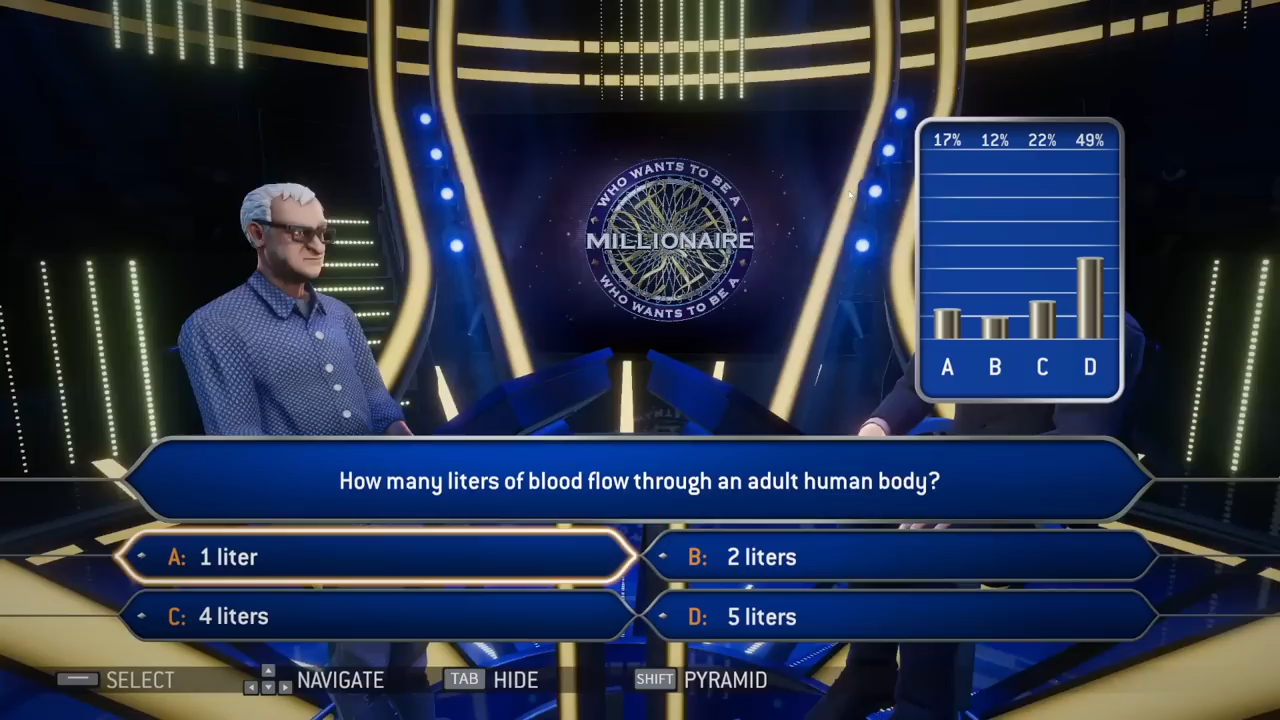 17% 12% 22% 49%
WHO WANTS TO BE A
MILLIONAIRE
WHO WANTS TO BE A
A B C D
How many liters of blood flow through an adult human body?
A: 1 liter
B: 2 liters
C: 4 liters
D: 5 liters
SELECT NAVIGATE TAB HIDE SHIFT PYRAMID